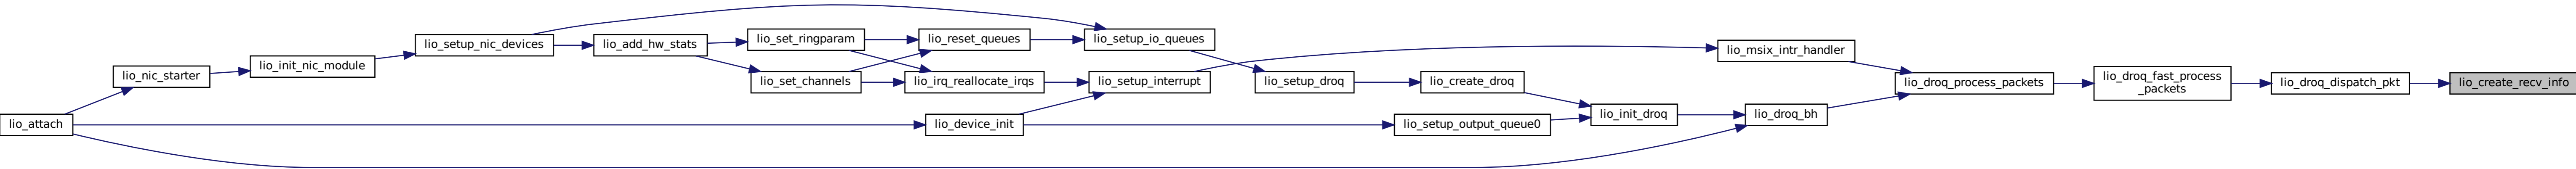 lio_attach
lio_nic_starter
lio_init_nic_module
lio_setup_nic_devices
lio_add_hw_stats
lio_set_ringparam
lio_set_channels
lio_reset_queues
lio_irq_reallocate_irqs
lio_device_init
lio_setup_io_queues
lio_setup_interrupt
lio_setup_droq
lio_setup_output_queue0
lio_create_droq
lio_init_droq
lio_msix_intr_handler
lio_droq_bh
lio_droq_process_packets
lio_droq_fast_process
_packets
lio_droq_dispatch_pkt
lio_create_recv_info